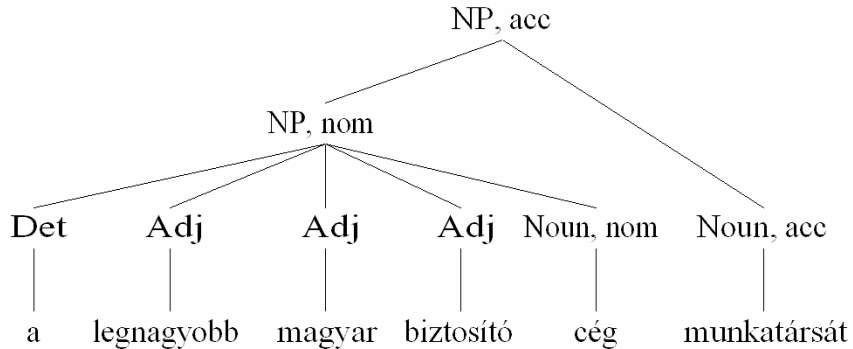 NP, acc
NP, nom
Det Adj Adj Adj Noun, nom Noun, acc
a legnagyobb magyar biztosító cég munkatársát